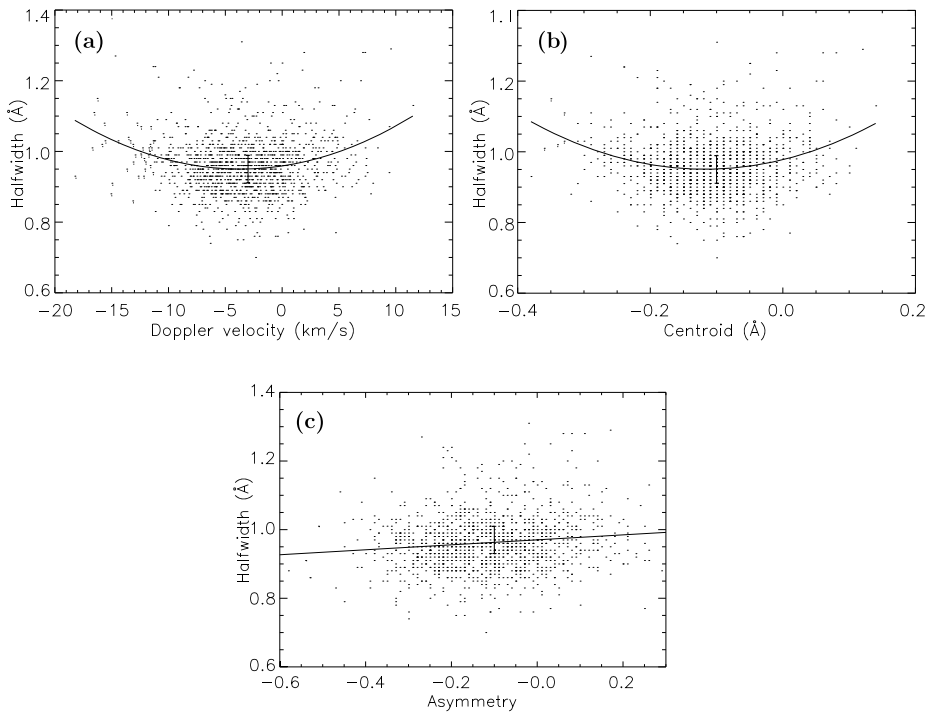 (a)
1.4
1.2
1.0
0.8
0.6
Halfwidth (Å)
−20 −15 −10 −5 0 5 10 15
Doppler velocity (km/s)
(b)
1.1
1.2
1.0
0.8
0.6
Halfwidth (Å)
−0.4 −0.2 0.0 0.2
Centroid (Å)
(c)
1.4
1.2
1.0
0.8
0.6
Halfwidth (Å)
−0.6 −0.4 −0.2 −0.0 0.2
Asymmetry